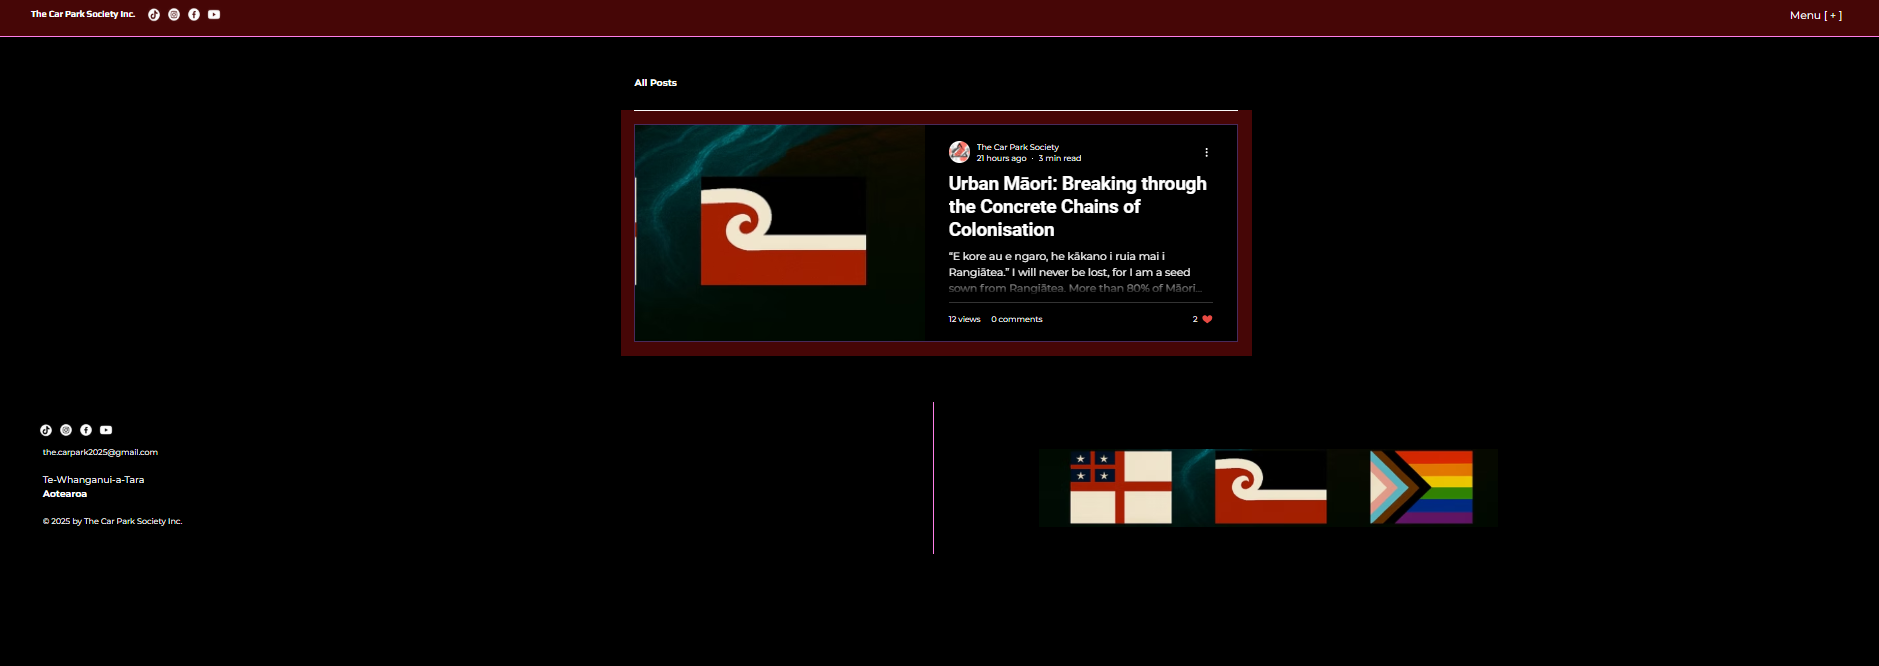 The Car Park Society Inc.
Menu [ + ]
All Posts
The Car Park Society
21 hours ago · 3 min read
Urban Māori: Breaking through
the Concrete Chains of
Colonisation
“E kore au e ngaro, he kākano i ruia mai i
Rangiātea.” I will never be lost, for I am a seed
sown from Rangiātea. More than 80% of Māori...
12 views 0 comments 2
the.carpark2025@gmail.com
Te-Whanganui-a-Tara
Aotearoa
© 2025 by The Car Park Society Inc.